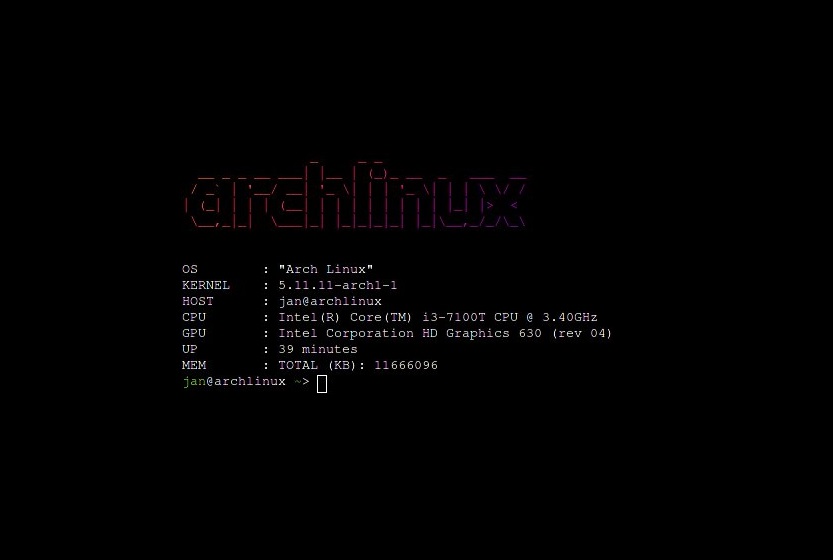 archlinux
OS : "Arch Linux"
KERNEL : 5.11.11-arch1-1
HOST : jan@archlinux
CPU : Intel(R) Core(TM) i3-7100T CPU @ 3.40GHz
GPU : Intel Corporation HD Graphics 630 (rev 04)
UP : 39 minutes
MEM : TOTAL (KB): 11666096
jan@archlinux ~>